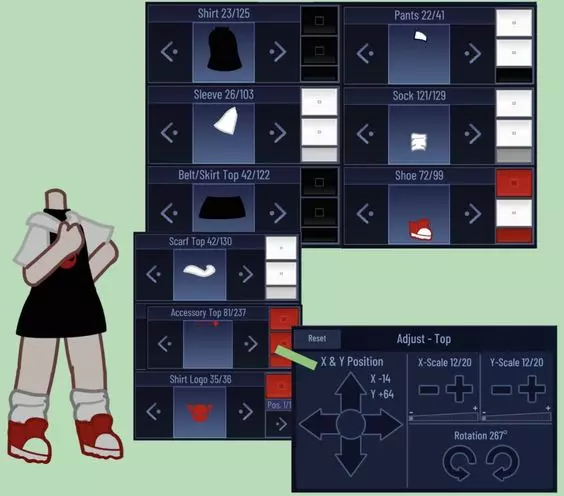 Shirt 23/125
Pants 22/41
Sleeve 26/103
Sock 121/129
Belt/Skirt Top 42/122
Shoe 72/99
Scarf Top 42/130
Accessory Top 81/237
Shirt Logo 35/36
Pos. 1/1
Reset
Adjust - Top
X & Y Position
X -14
Y +64
X-Scale 12/20
Y-Scale 12/20
- +
- +
Rotation 267°